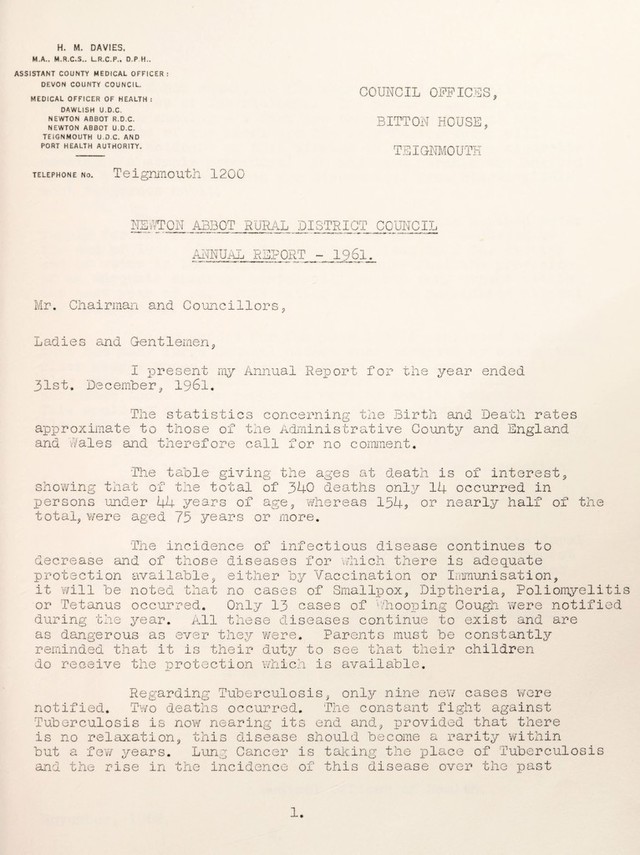 H. M. DAVIES.
M.A., M.R.C.S., L.R.C.P., D.P.H.,
ASSISTANT COUNTY MEDICAL OFFICER:
DEVON COUNTY COUNCIL.
MEDICAL OFFICER OF HEALTH:
DAWLISH U.D.C.
NEWTON ABBOT R.D.C.
NEWTON ABBOT U.D.C.
TEIGNMOUTH U.D.C. AND
PORT HEALTH AUTHORITY.
TELEPHONE No. Teignmouth 1200
COUNCIL OFFICES,
BITTON HOUSE,
TEIGNMOUTH
NEWTON ABBOT RURAL DISTRICT COUNCIL
ANNUAL REPORT - 1961.
Mr. Chairman and Councillors,
Ladies and Gentlemen,
I present my Annual Report for the year ended
31st. December, 1961.
The statistics concerning the Birth and Death rates
approximate to those of the Administrative County and England
and Wales and therefore call for no comment.
The table giving the ages at death is of interest,
showing that of the total of 340 deaths only 14 occurred in
persons under 44 years of age, whereas 154, or nearly half of the
total, were aged 75 years or more.
The incidence of infectious disease continues to
decrease and of those diseases for which there is adequate
protection available, either by Vaccination or Immunisation,
it will be noted that no cases of Smallpox, Diptheria, Poliomyelitis
or Tetanus occurred. Only 13 cases of Whooping Cough were notified
during the year. All these diseases continue to exist and are
as dangerous as ever they were. Parents must be constantly
reminded that it is their duty to see that their children
do receive the protection which is available.
Regarding Tuberculosis, only nine new cases were
notified. Two deaths occurred. The constant fight against
Tuberculosis is now nearing its end and, provided that there
is no relaxation, this disease should become a rarity within
but a few years. Lung Cancer is taking the place of Tuberculosis
and the rise in the incidence of this disease over the past
1.